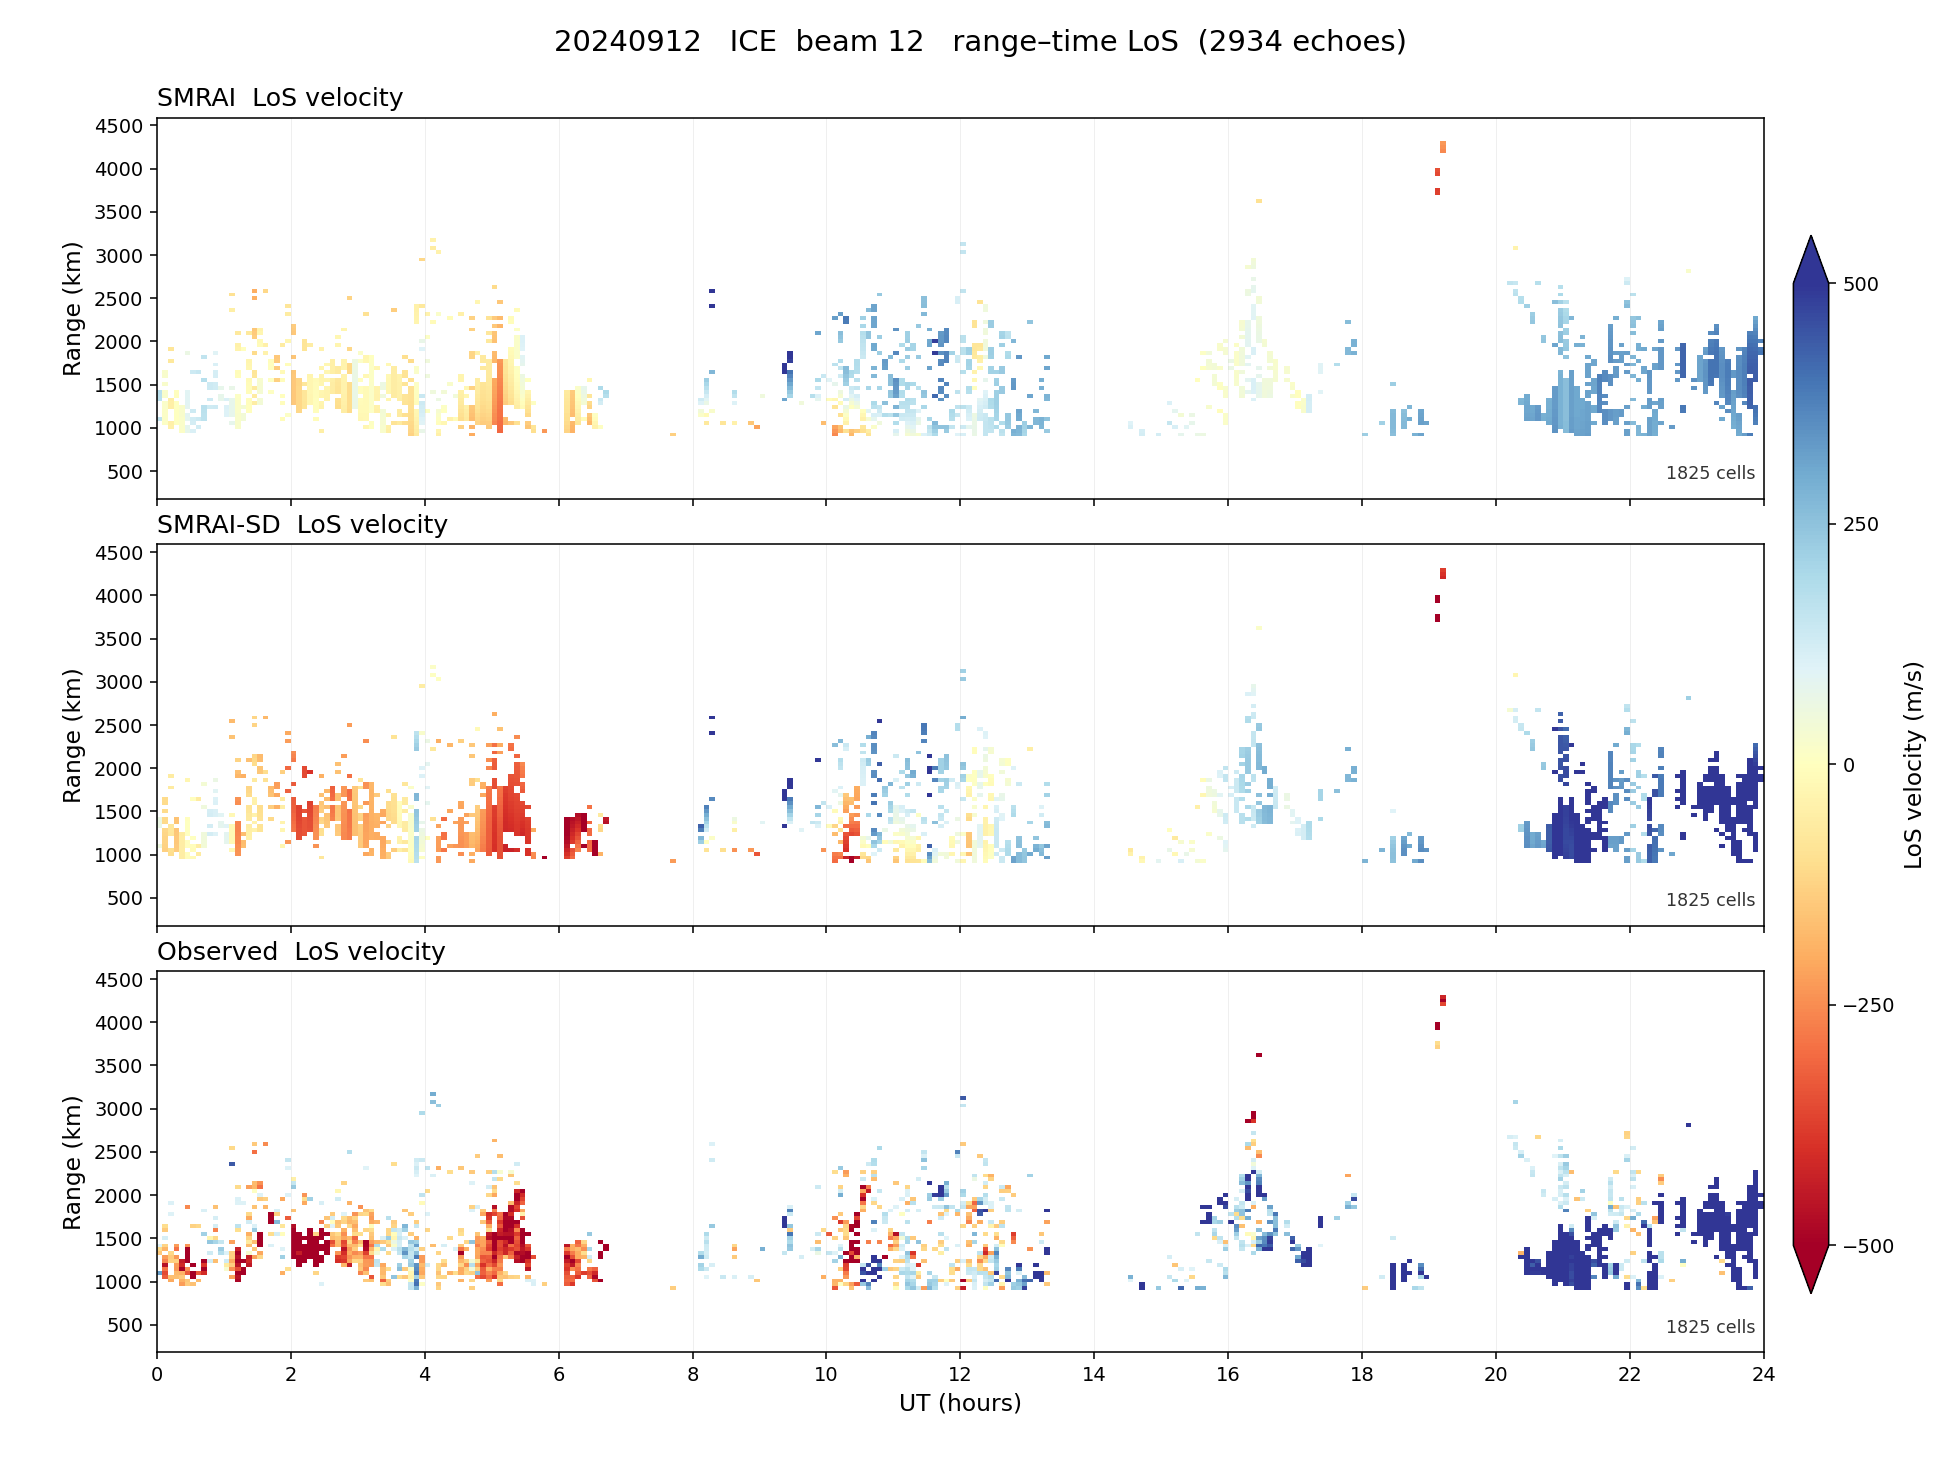 20240912 ICE beam 12 range–time LoS (2934 echoes)
SMRAI LoS velocity
4500
4000
3500
3000
2500
2000
1500
1000
500
Range (km)
1825 cells
SMRAI-SD LoS velocity
4500
4000
3500
3000
2500
2000
1500
1000
500
Range (km)
1825 cells
Observed LoS velocity
4500
4000
3500
3000
2500
2000
1500
1000
500
Range (km)
1825 cells
0 2 4 6 8 10 12 14 16 18 20 22 24
UT (hours)
500
250
0
−250
−500
LoS velocity (m/s)